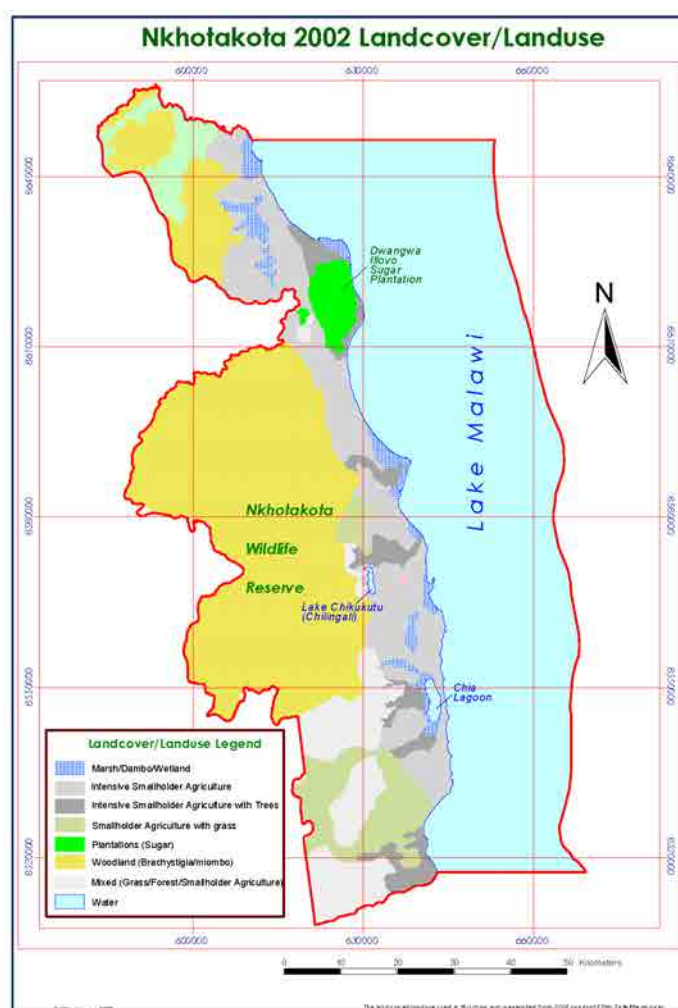 Nkhotakota 2002 Landcover/Landuse
600000 630000 660000
Dwangwa
Illovo
Sugar
Plantation
N
Lake Malawi
Nkhotakota
Wildlife
Reserve
Lake Chikukutu
(Chilingali)
Chia
Lagoon
Landcover/Landuse Legend
Marsh/Dambo/Wetland
Intensive Smallholder Agriculture
Intensive Smallholder Agriculture with Trees
Smallholder Agriculture with grass
Plantations (Sugar)
Woodland (Brachystigia/miombo)
Mixed (Grass/Forest/Smallholder Agriculture)
Water
600000 630000 660000
0 10 20 30 40 50 Kilometers